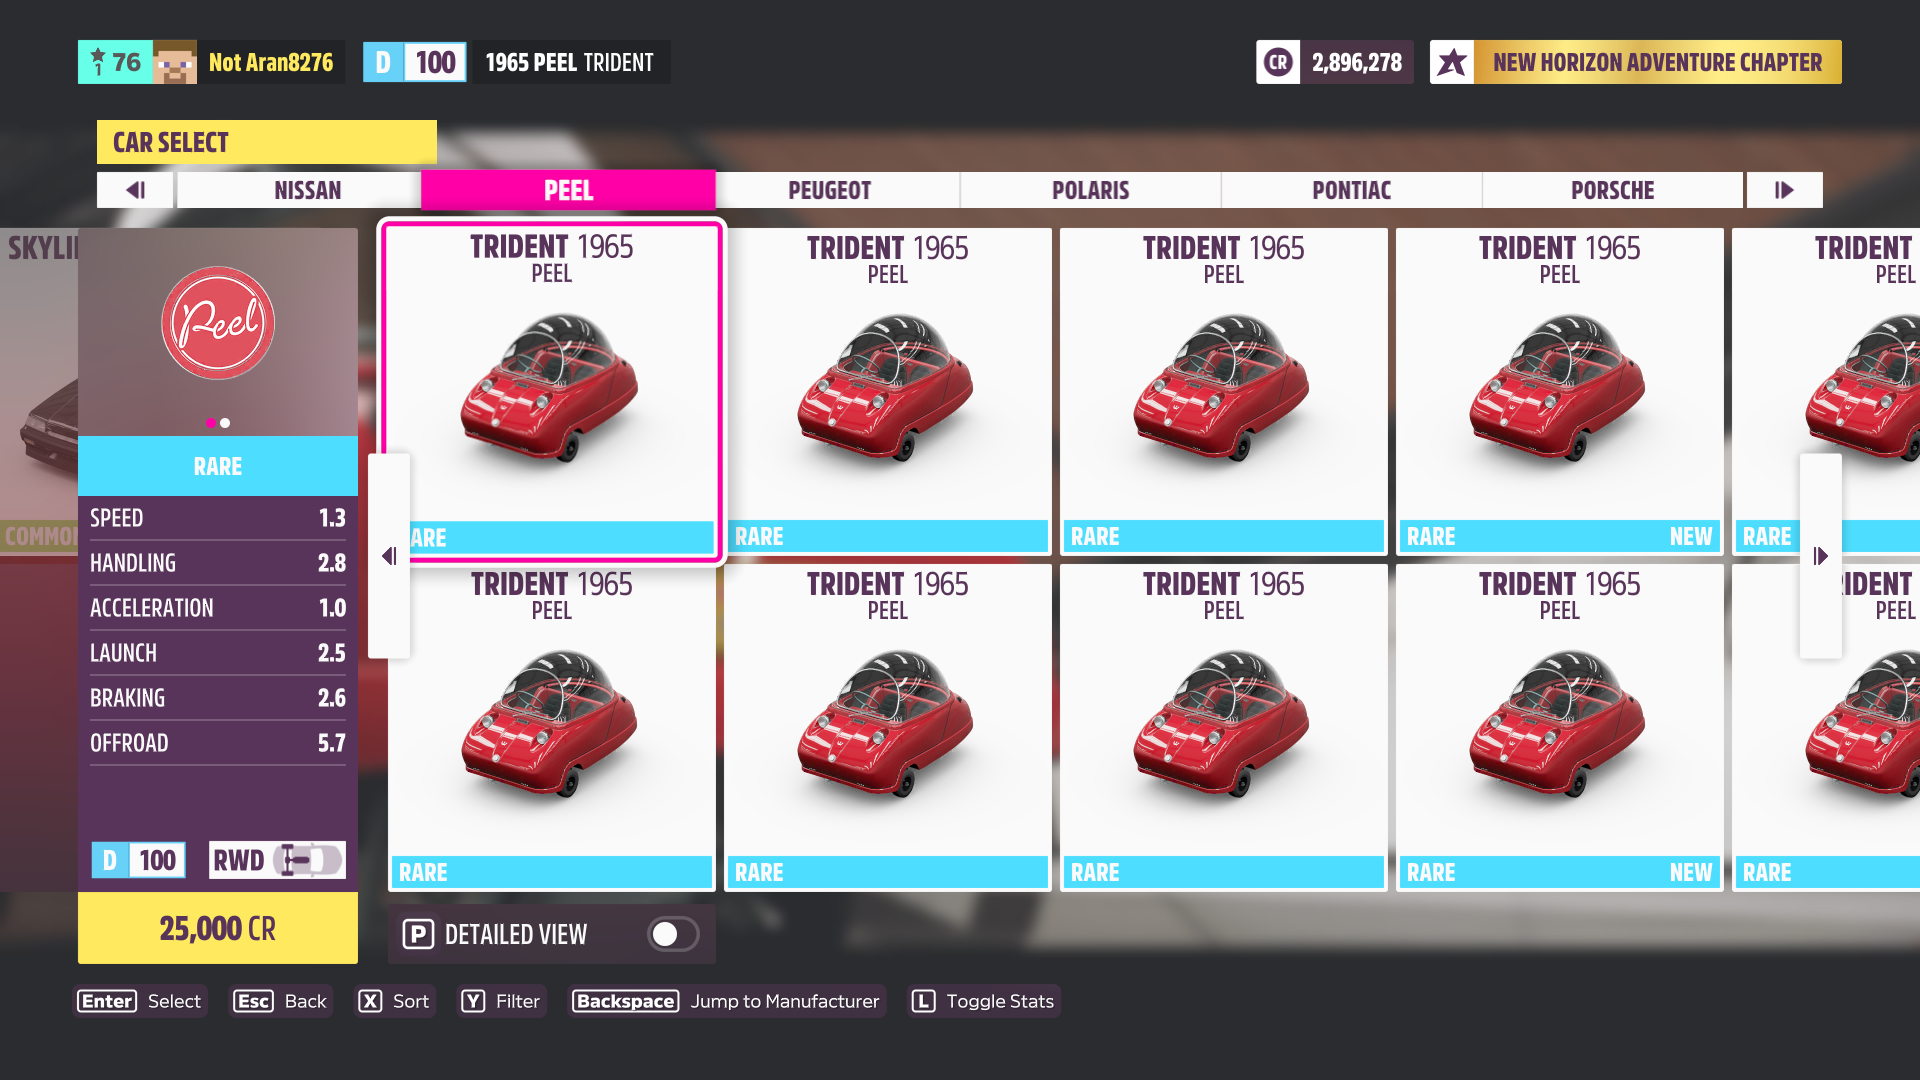 1 76 Not Aran8276 D 100 1965 PEEL TRIDENT CR 2,896,278 NEW HORIZON ADVENTURE CHAPTER
CAR SELECT
NISSAN PEEL PEUGEOT POLARIS PONTIAC PORSCHE
SKYLI
Peel
RARE
SPEED 1.3
HANDLING 2.8
ACCELERATION 1.0
LAUNCH 2.5
BRAKING 2.6
OFFROAD 5.7
D 100 RWD
25,000 CR
COMMO
TRIDENT 1965 TRIDENT 1965 TRIDENT 1965 TRIDENT 1965 TRIDENT
PEEL PEEL PEEL PEEL PEEL
ARE RARE RARE RARE NEW RARE
TRIDENT 1965 TRIDENT 1965 TRIDENT 1965 TRIDENT 1965 RIDENT
PEEL PEEL PEEL PEEL PEEL
RARE RARE RARE RARE NEW RARE
P DETAILED VIEW
Enter Select Esc Back X Sort Y Filter Backspace Jump to Manufacturer L Toggle Stats